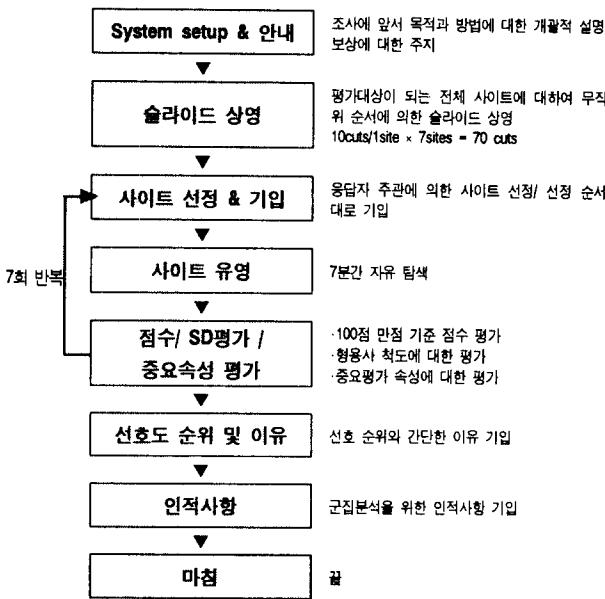 System setup & 안내
조사에 앞서 목적과 방법에 대한 개괄적 설명
보상에 대한 주지
슬라이드 상영
평가대상이 되는 전체 사이트에 대하여 무작
위 순서에 의한 슬라이드 상영
10cuts/1site × 7sites = 70 cuts
사이트 선정 & 기입
응답자 주관에 의한 사이트 선정/ 선정 순서
대로 기입
7회 반복
사이트 유영
7분간 자유 탐색
점수/ SD평가 /
중요속성 평가
·100점 만점 기준 점수 평가
·형용사 척도에 대한 평가
·중요평가 속성에 대한 평가
선호도 순위 및 이유
선호 순위와 간단한 이유 기입
인적사항
군집분석을 위한 인적사항 기입
마침
끝